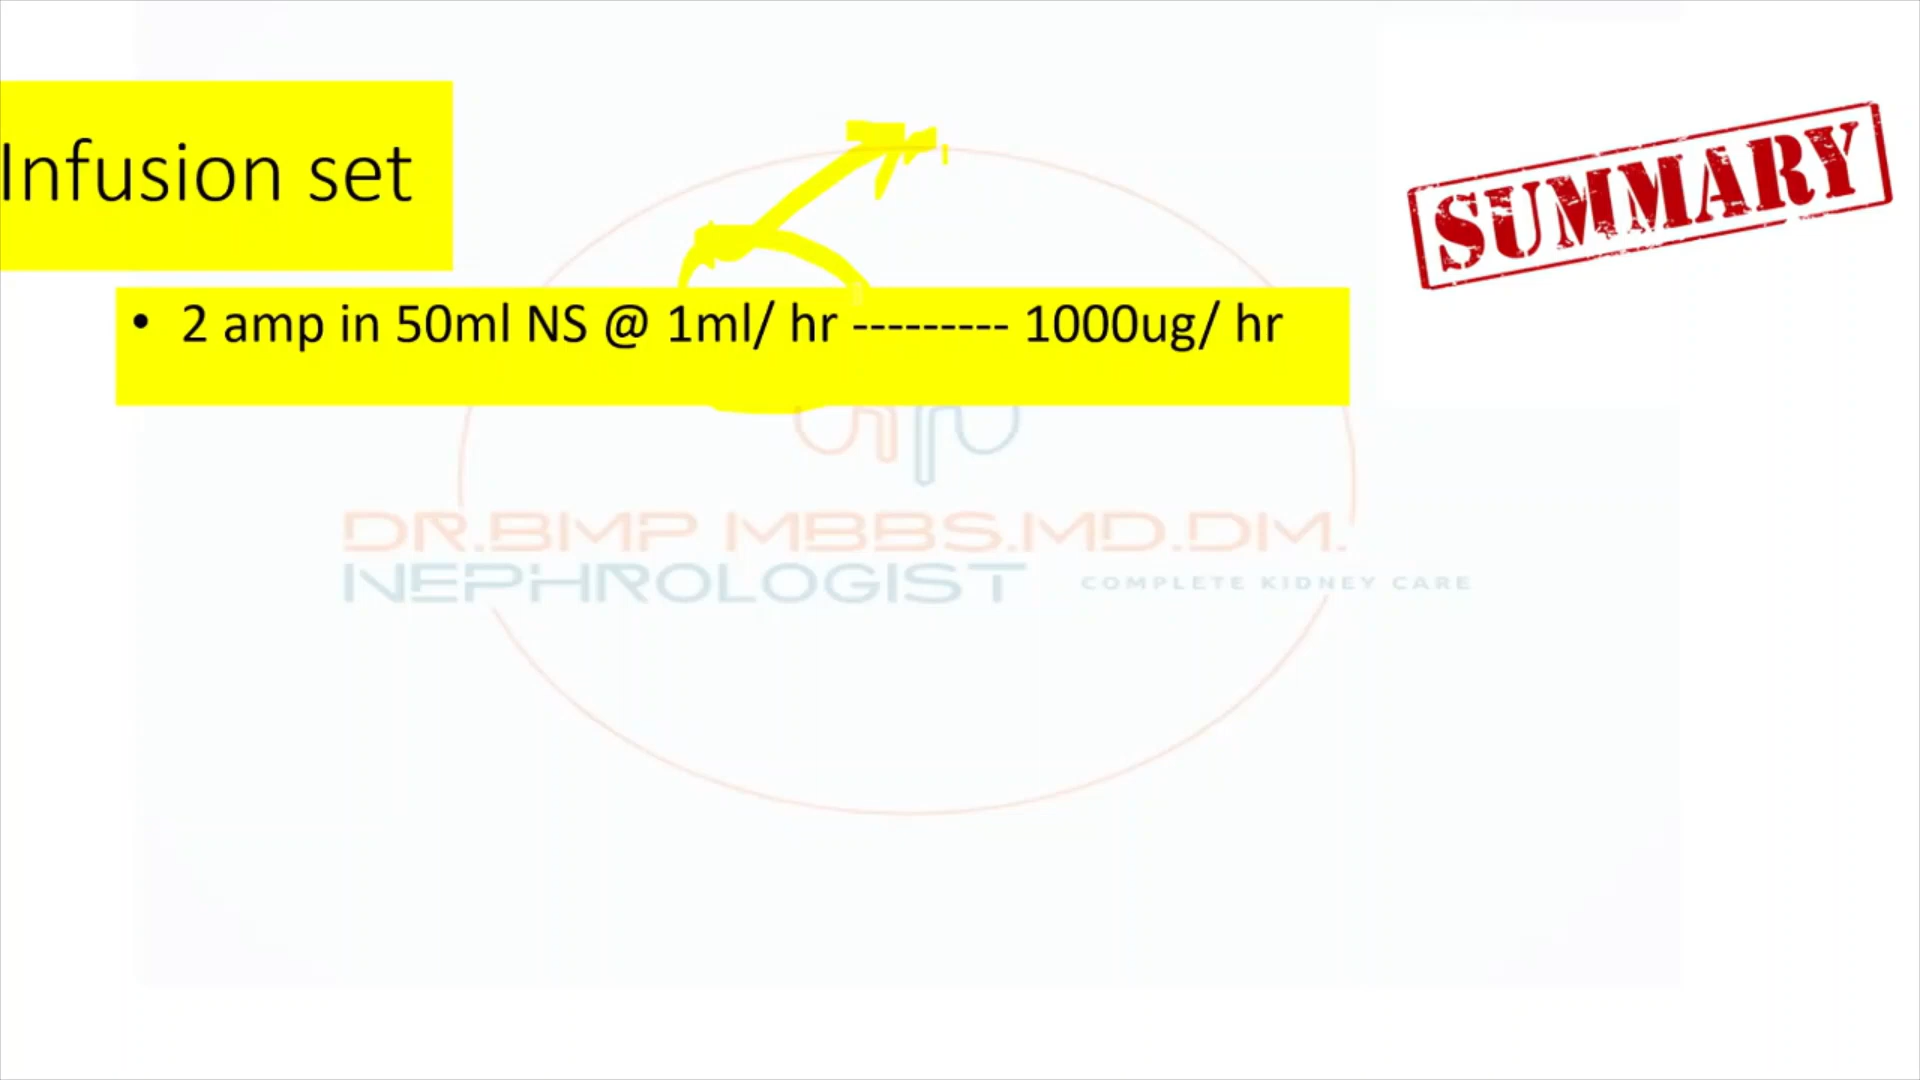 Infusion set
SUMMARY
• 2 amp in 50ml NS @ 1ml/ hr --------- 1000ug/ hr
DR.BMP MBBS.MD.DM.
NEPHROLOGIST COMPLETE KIDNEY CARE